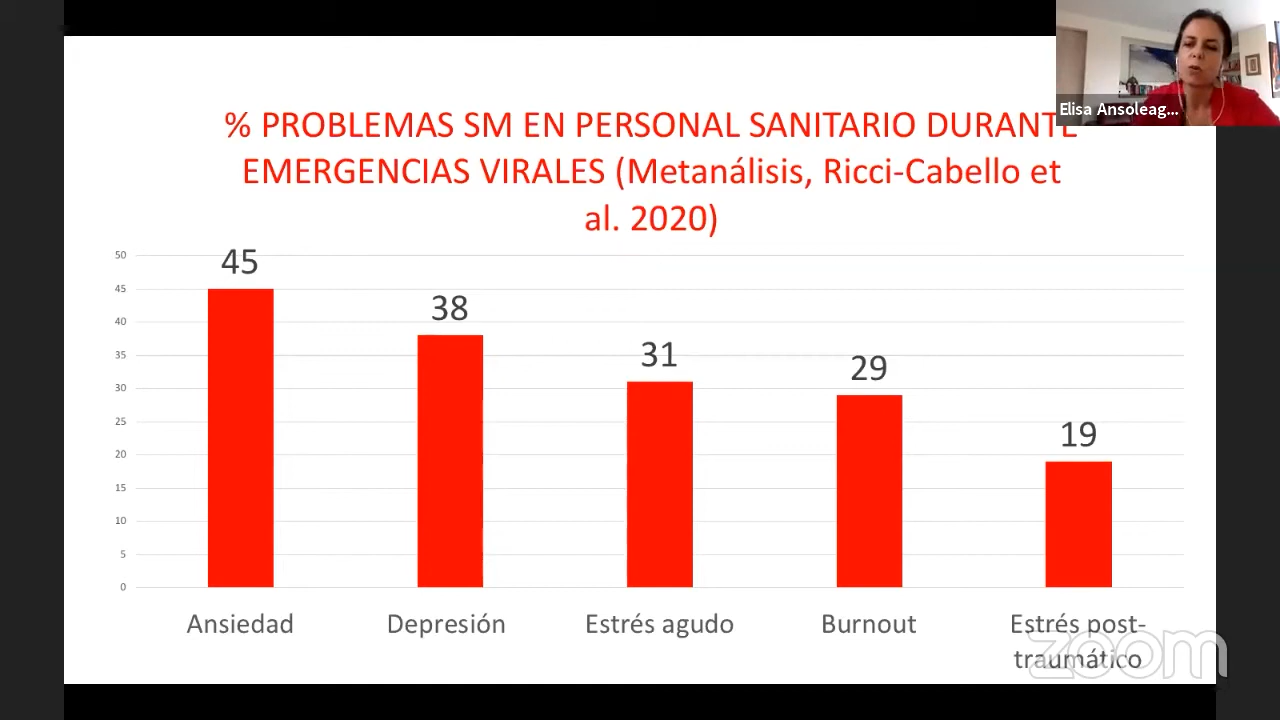 Elisa Ansoleag...
% PROBLEMAS SM EN PERSONAL SANITARIO DURANTE
EMERGENCIAS VIRALES (Metanálisis, Ricci-Cabello et
al. 2020)
50
45
40
35
30
25
20
15
10
5
0
45
38
31
29
19
Ansiedad
Depresión
Estrés agudo
Burnout
Estrés post-
traumático
zoom